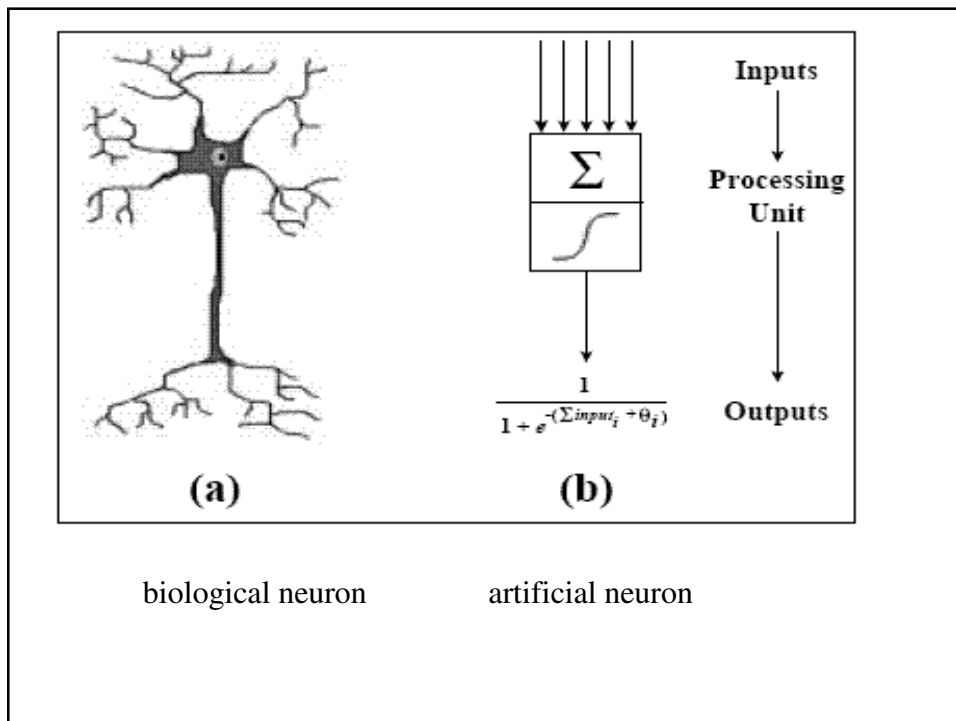 Inputs
Σ
Processing
Unit
1
1 + e^-(Σinput_i + Θ_i)
Outputs
(a) (b)
biological neuron artificial neuron